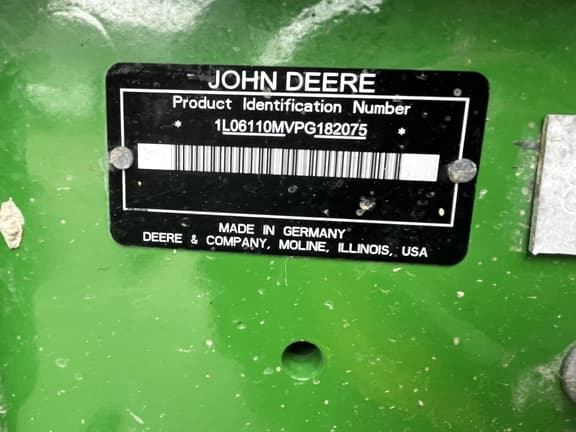 JOHN DEERE
Product Identification Number
* 1L06110MVPG182075 *
MADE IN GERMANY
DEERE & COMPANY, MOLINE, ILLINOIS, USA